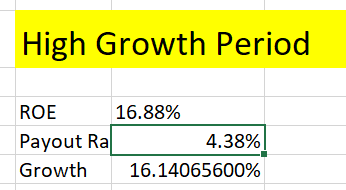 High Growth Period
ROE 16.88%
Payout Ra 4.38%
Growth 16.14065600%